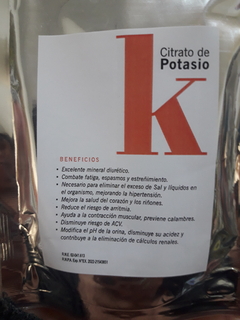 Citrato de
Potasio
k
BENEFICIOS
• Excelente mineral diurético.
• Combate fatiga, espasmos y estreñimiento.
• Necesario para eliminar el exceso de Sal y líquidos en
el organismo, mejorando la hipertensión.
• Mejora la salud del corazón y los riñones.
• Reduce el riesgo de arritmia.
• Ayuda a la contracción muscular, previene calambres.
• Disminuye riesgo de ACV.
• Modifica el pH de la orina, disminuye su acidez y
contribuye a la eliminación de cálculos renales.